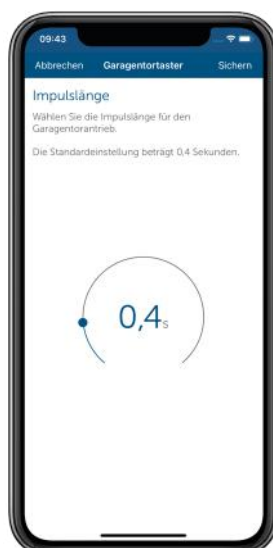 09:43
Abbrechen Garagentortaster Sichern
Impulslänge
Wählen Sie die Impulslänge für den
Garagentorantrieb.
Die Standardeinstellung beträgt 0,4 Sekunden.
0,4s